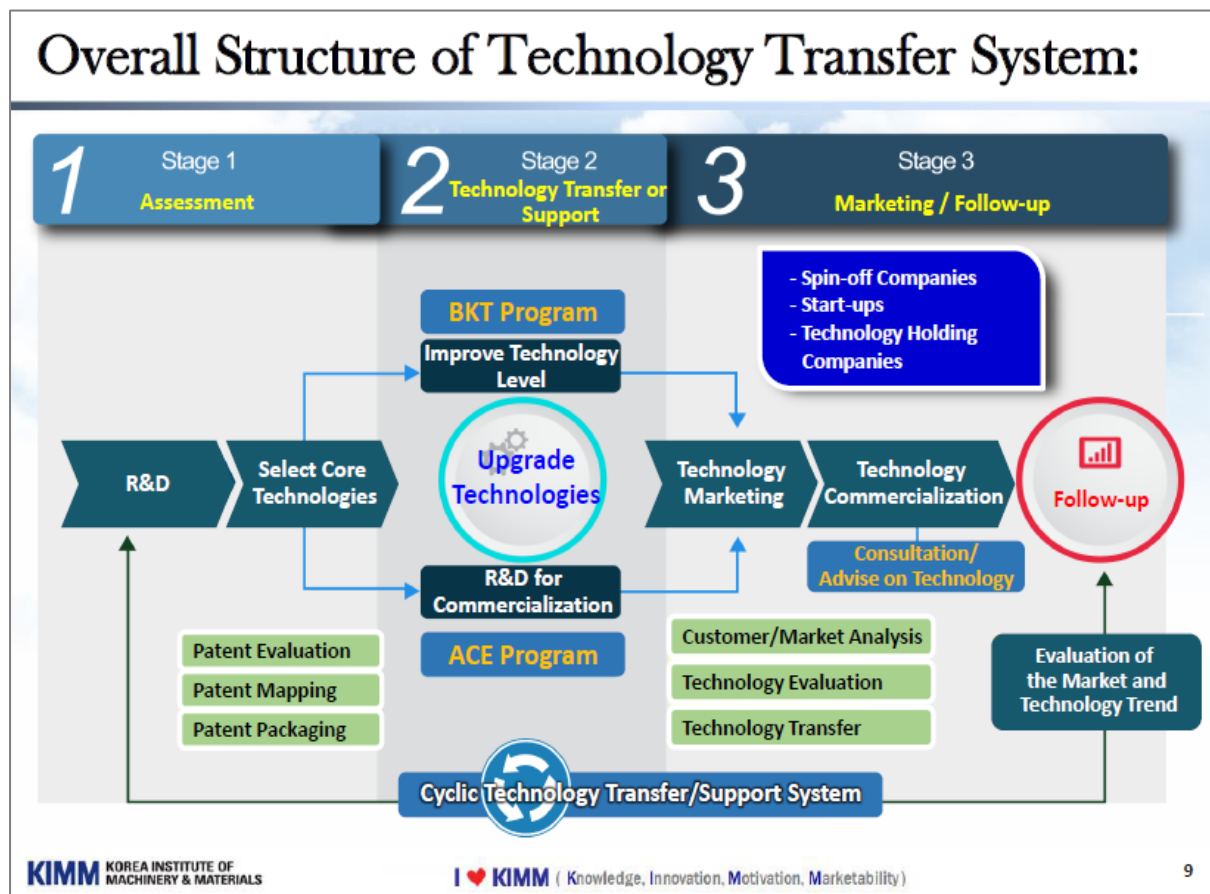 Overall Structure of Technology Transfer System:
1
Stage 1
Assessment
2
Stage 2
Technology Transfer or
Support
3
Stage 3
Marketing / Follow-up
- Spin-off Companies
- Start-ups
- Technology Holding
Companies
BKT Program
Improve Technology
Level
R&D
Select Core
Technologies
Upgrade
Technologies
Technology
Marketing
Technology
Commercialization
Follow-up
Consultation/
Advise on Technology
R&D for
Commercialization
ACE Program
Patent Evaluation
Patent Mapping
Patent Packaging
Customer/Market Analysis
Technology Evaluation
Technology Transfer
Evaluation of
the Market and
Technology Trend
Cyclic Technology Transfer/Support System
KIMM KOREA INSTITUTE OF
MACHINERY & MATERIALS
I ❤ KIMM ( Knowledge, Innovation, Motivation, Marketability)
9